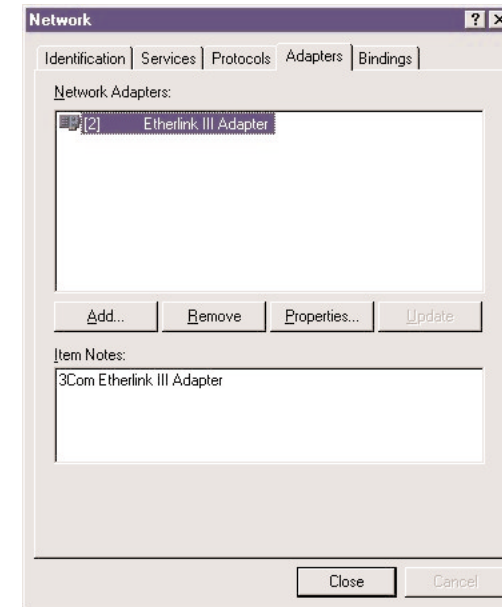 Network
? X
Identification Services Protocols Adapters Bindings
Network Adapters:
[2] Etherlink III Adapter
Add... Remove Properties... Update
Item Notes:
3Com Etherlink III Adapter
Close Cancel